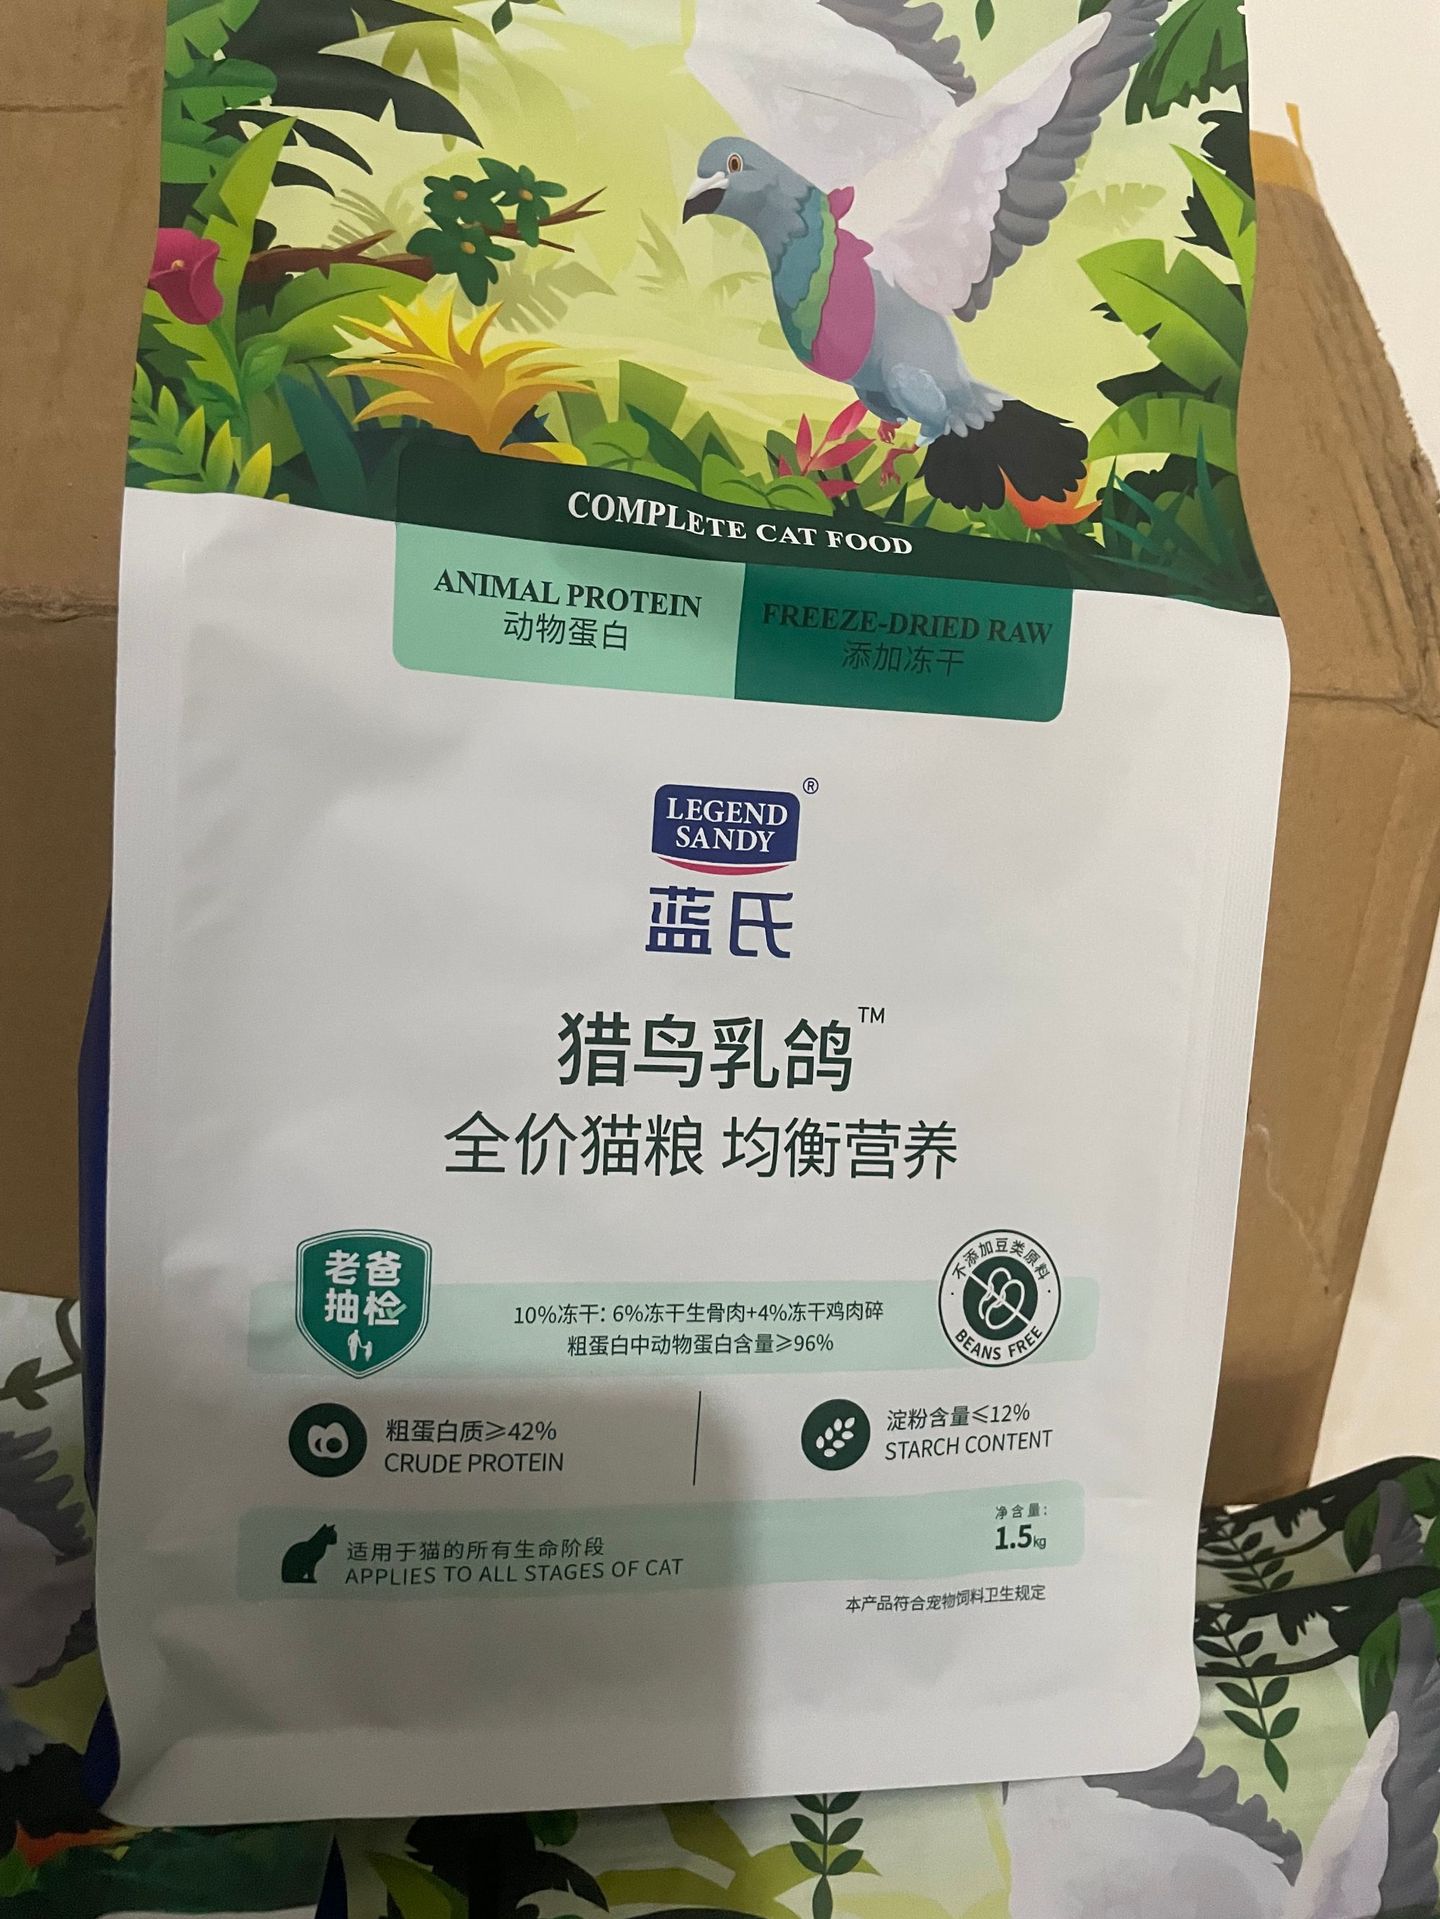 COMPLETE CAT FOOD
ANIMAL PROTEIN
动物蛋白
FREEZE-DRIED RAW
添加冻干
LEGEND
SANDY
®
蓝氏
猎鸟乳鸽™
全价猫粮 均衡营养
老爸
抽检
10%冻干：6%冻干生骨肉+4%冻干鸡肉碎
粗蛋白中动物蛋白含量≥96%
不添加豆类原料
BEANS FREE
粗蛋白质≥42%
CRUDE PROTEIN
淀粉含量≤12%
STARCH CONTENT
适用于猫的所有生命阶段
APPLIES TO ALL STAGES OF CAT
净含量：
1.5kg
本产品符合宠物饲料卫生规定